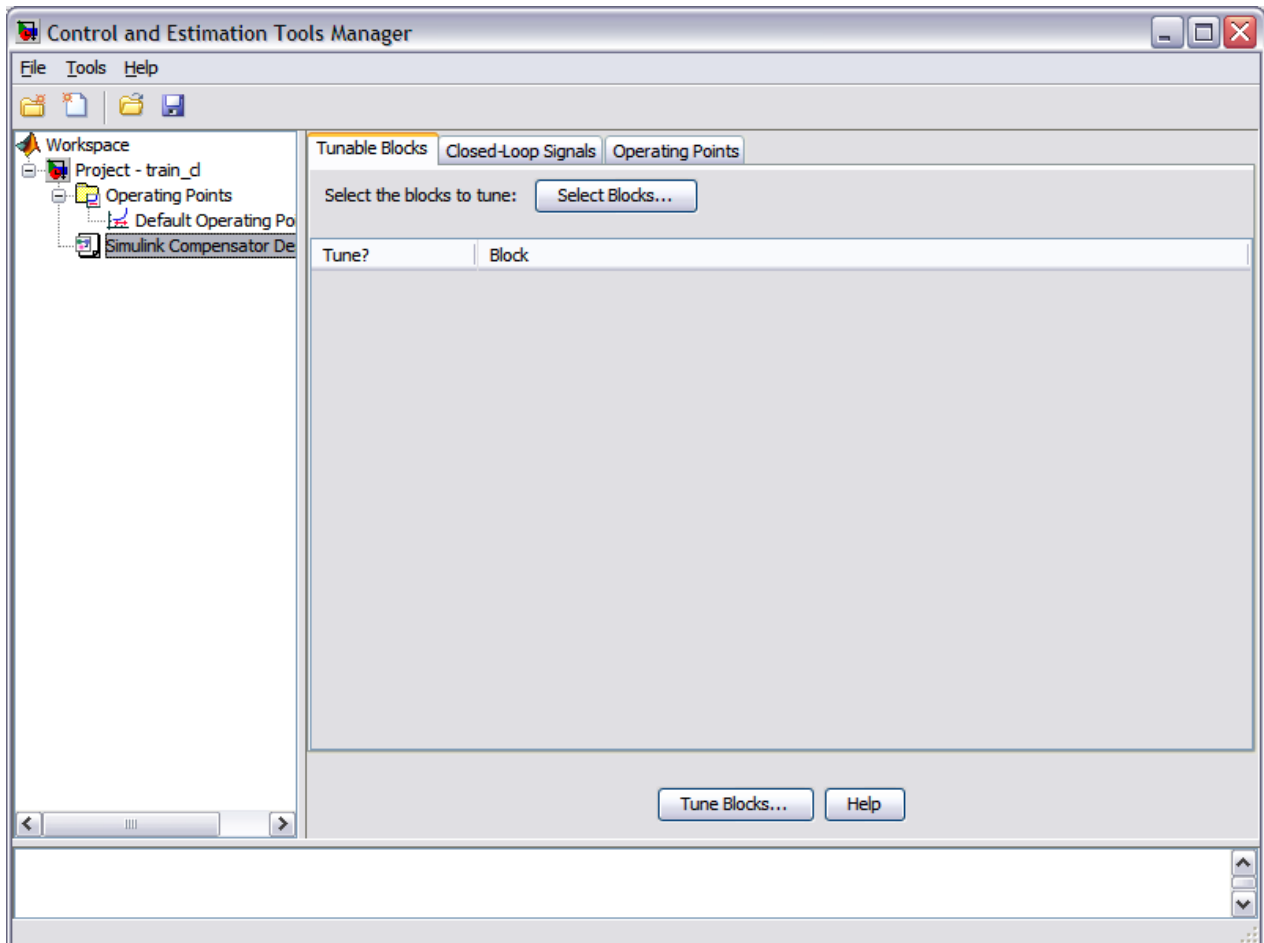 Control and Estimation Tools Manager
File Tools Help
Workspace
Project - train_cl
Operating Points
Default Operating Po
Simulink Compensator De
Tunable Blocks Closed-Loop Signals Operating Points
Select the blocks to tune: Select Blocks...
Tune? Block
Tune Blocks... Help